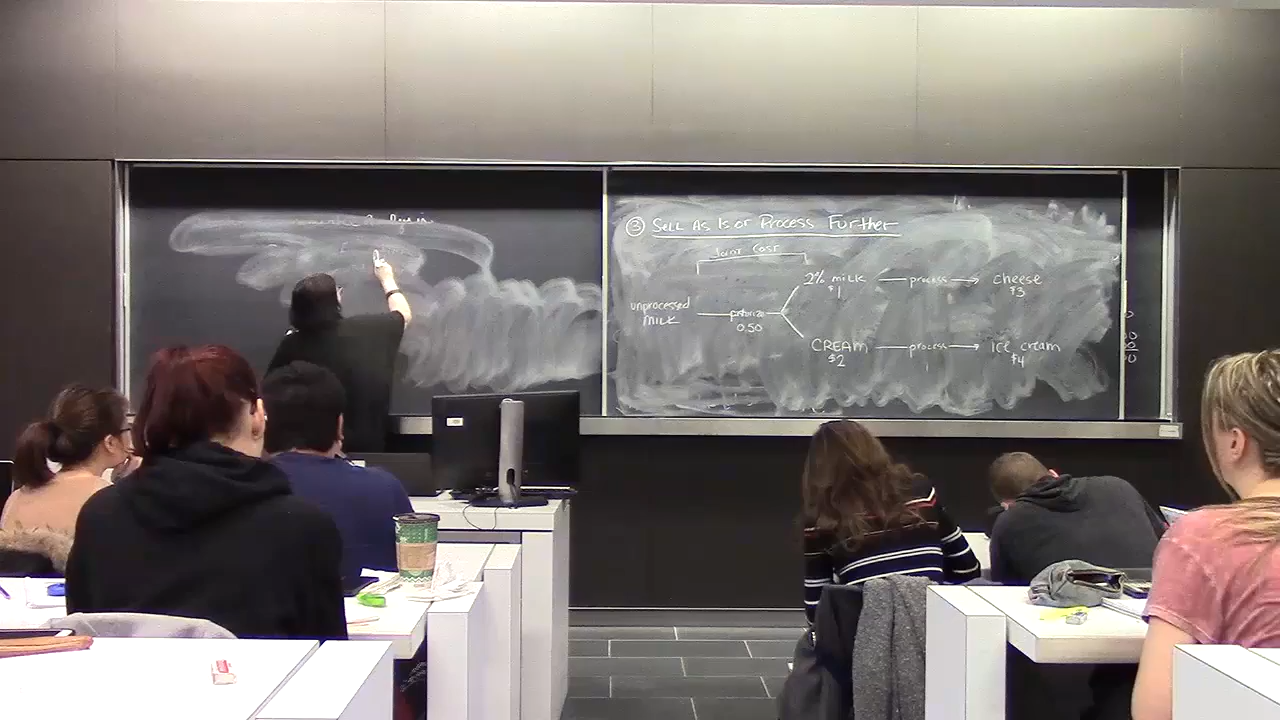 ③ Sell As Is or Process Further
Joint Cost
2% milk → process → cheese
$1 $3
unprocessed
milk
pasteurize
0.50
CREAM → process → Ice cream
$2 $4